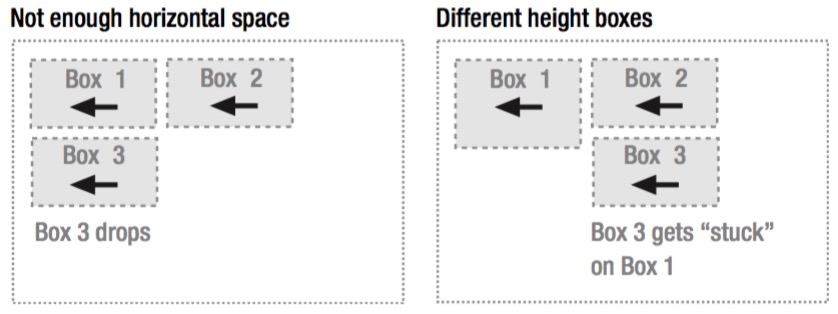 Not enough horizontal space
Box 1
Box 2
Box 3
Box 3 drops
Different height boxes
Box 1
Box 2
Box 3
Box 3 gets “stuck”
on Box 1